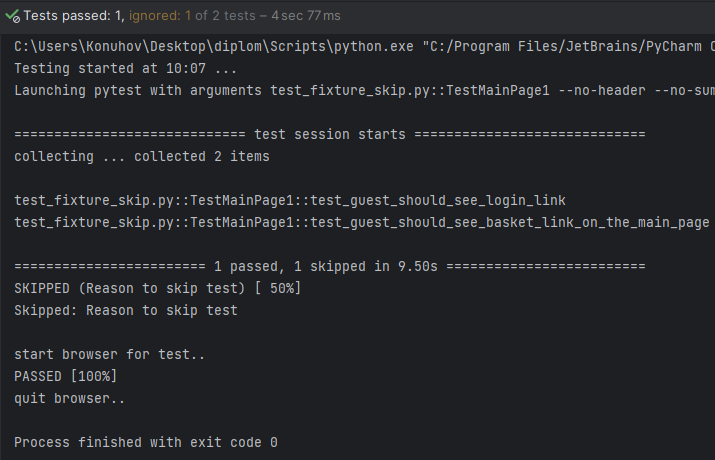 Tests passed: 1, ignored: 1 of 2 tests – 4 sec 77 ms
C:\Users\Konuhov\Desktop\diplom\Scripts\python.exe "C:/Program Files/JetBrains/PyCharm
Testing started at 10:07 ...
Launching pytest with arguments test_fixture_skip.py::TestMainPage1 --no-header --no-sum
============================= test session starts =============================
collecting ... collected 2 items
test_fixture_skip.py::TestMainPage1::test_guest_should_see_login_link
test_fixture_skip.py::TestMainPage1::test_guest_should_see_basket_link_on_the_main_page
======================== 1 passed, 1 skipped in 9.50s =========================
SKIPPED (Reason to skip test) [ 50%]
Skipped: Reason to skip test
start browser for test..
PASSED [100%]
quit browser..
Process finished with exit code 0